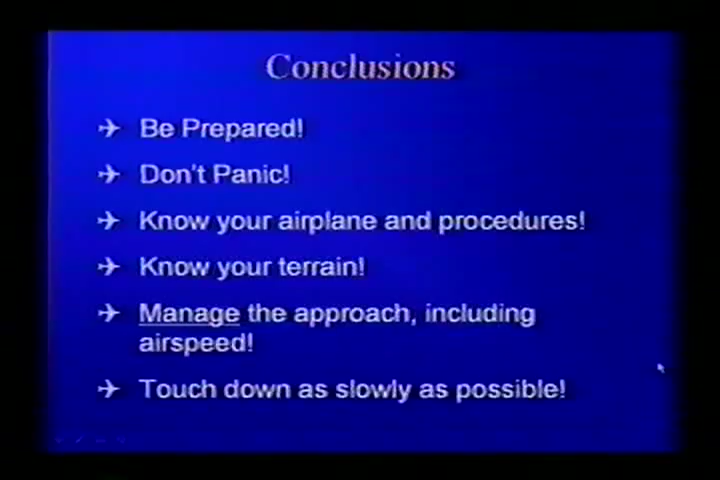 Conclusions
Be Prepared!
Don't Panic!
Know your airplane and procedures!
Know your terrain!
Manage the approach, including
airspeed!
Touch down as slowly as possible!